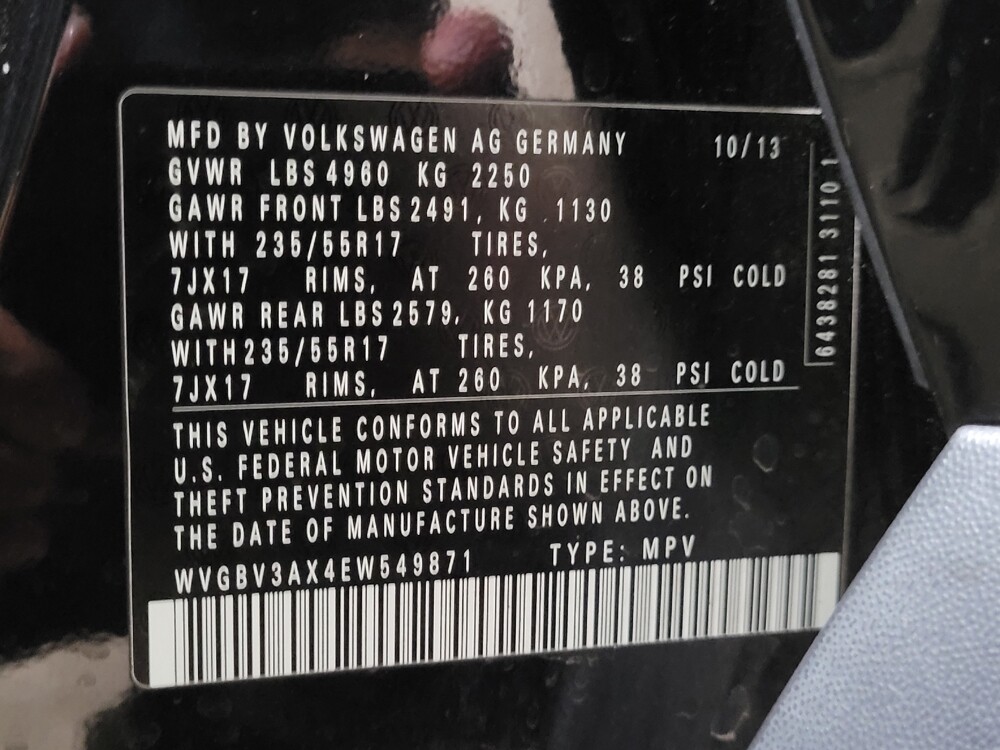 MFD BY VOLKSWAGEN AG GERMANY 10/13
GVWR LBS 4960 KG 2250
GAWR FRONT LBS 2491, KG 1130
WITH 235/55R17 TIRES,
7JX17 RIMS, AT 260 KPA, 38 PSI COLD
GAWR REAR LBS 2579, KG 1170
WITH 235/55R17 TIRES,
7JX17 RIMS, AT 260 KPA, 38 PSI COLD
THIS VEHICLE CONFORMS TO ALL APPLICABLE
U.S. FEDERAL MOTOR VEHICLE SAFETY AND
THEFT PREVENTION STANDARDS IN EFFECT ON
THE DATE OF MANUFACTURE SHOWN ABOVE.
WVGBV3AX4EW549871 TYPE: MPV
6438281 3110 1